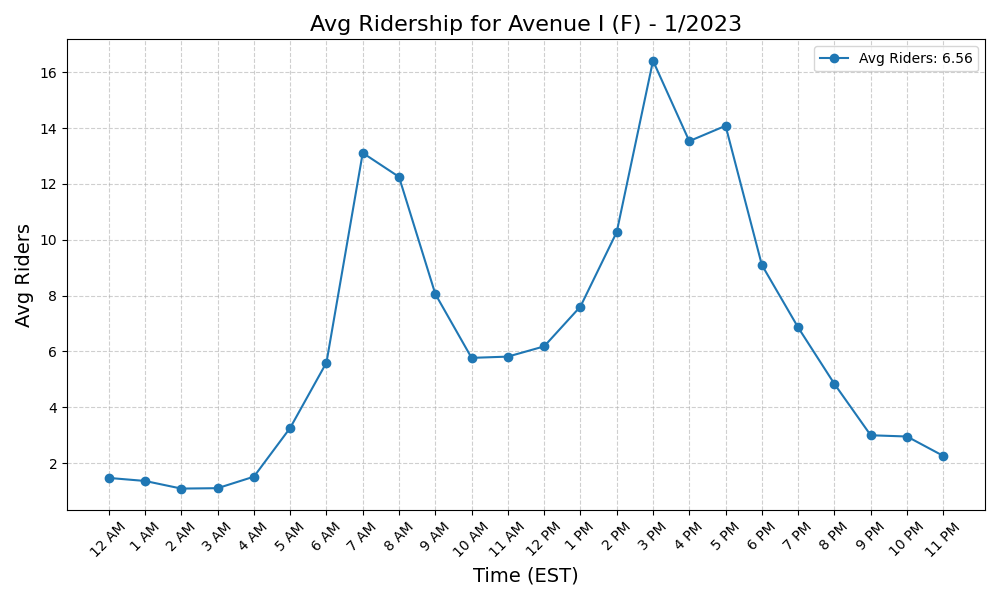 Avg Ridership for Avenue I (F) - 1/2023
Avg Riders: 6.56
Avg Riders
16
14
12
10
8
6
4
2
12 AM
1 AM
2 AM
3 AM
4 AM
5 AM
6 AM
7 AM
8 AM
9 AM
10 AM
11 AM
12 PM
1 PM
2 PM
3 PM
4 PM
5 PM
6 PM
7 PM
8 PM
9 PM
10 PM
11 PM
Time (EST)